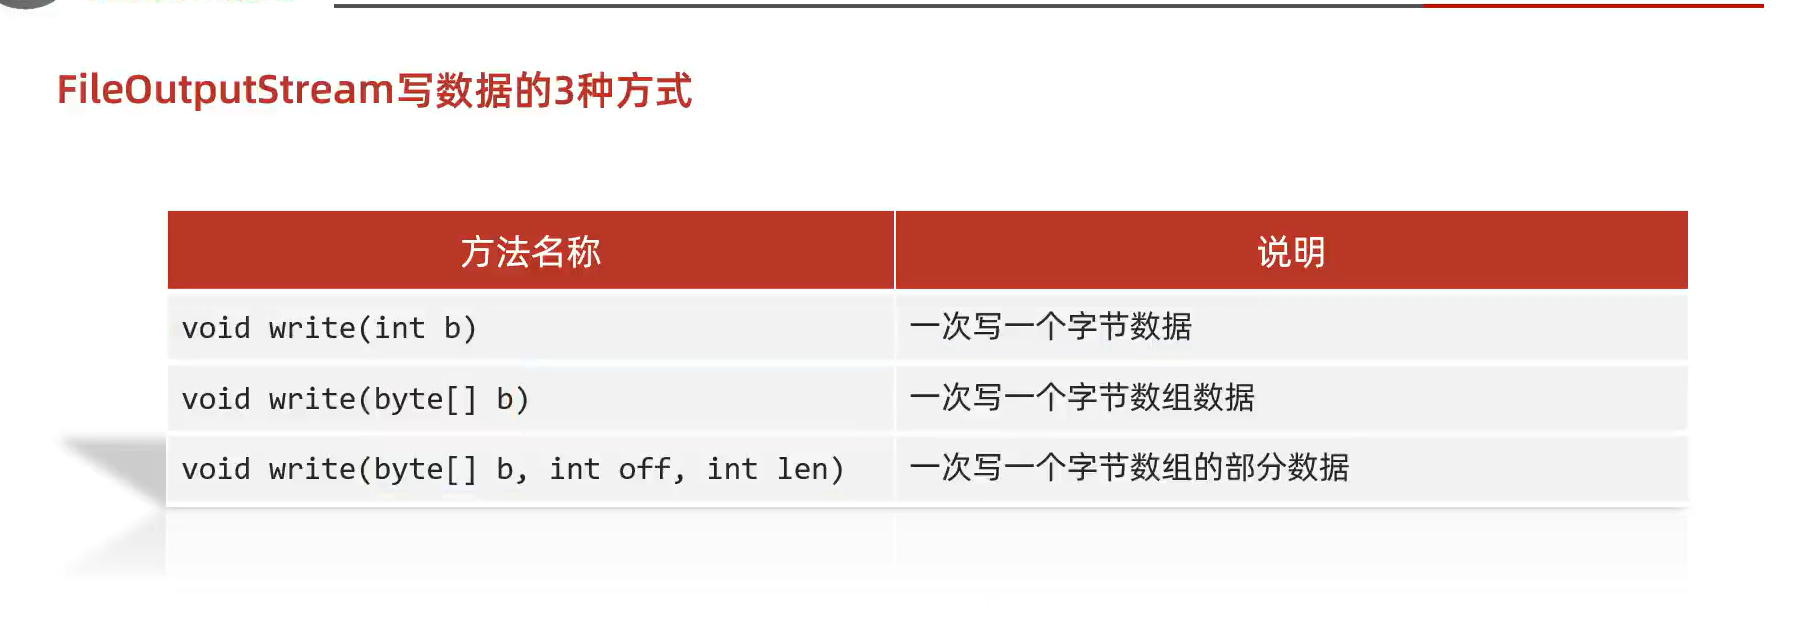 FileOutputStream写数据的3种方式
方法名称 说明
void write(int b) 一次写一个字节数据
void write(byte[] b) 一次写一个字节数组数据
void write(byte[] b, int off, int len) 一次写一个字节数组的部分数据